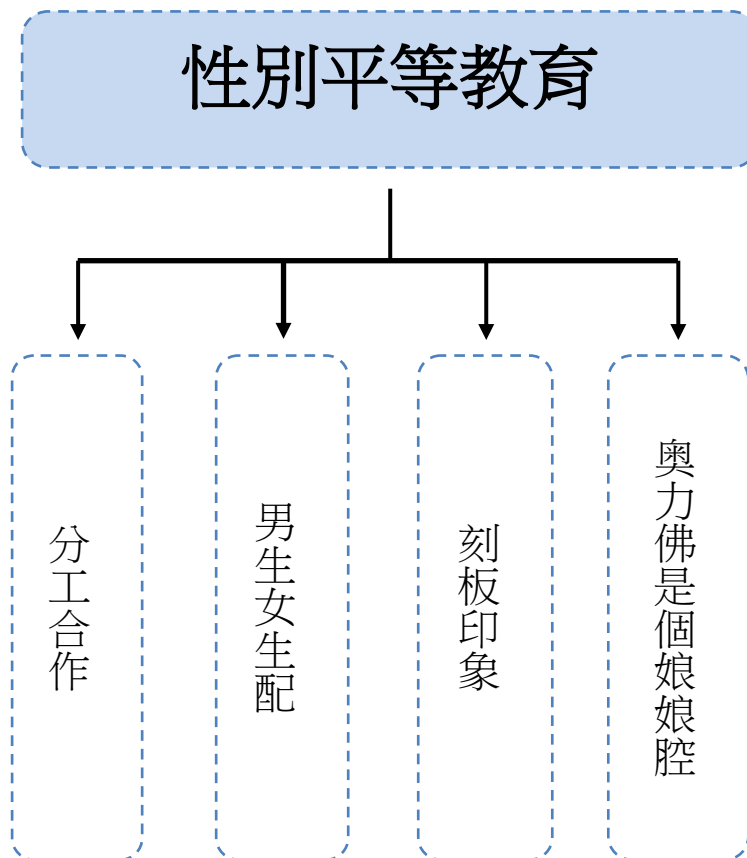 性別平等教育
分工合作
男生女生配
刻板印象
奧力佛是個娘娘腔